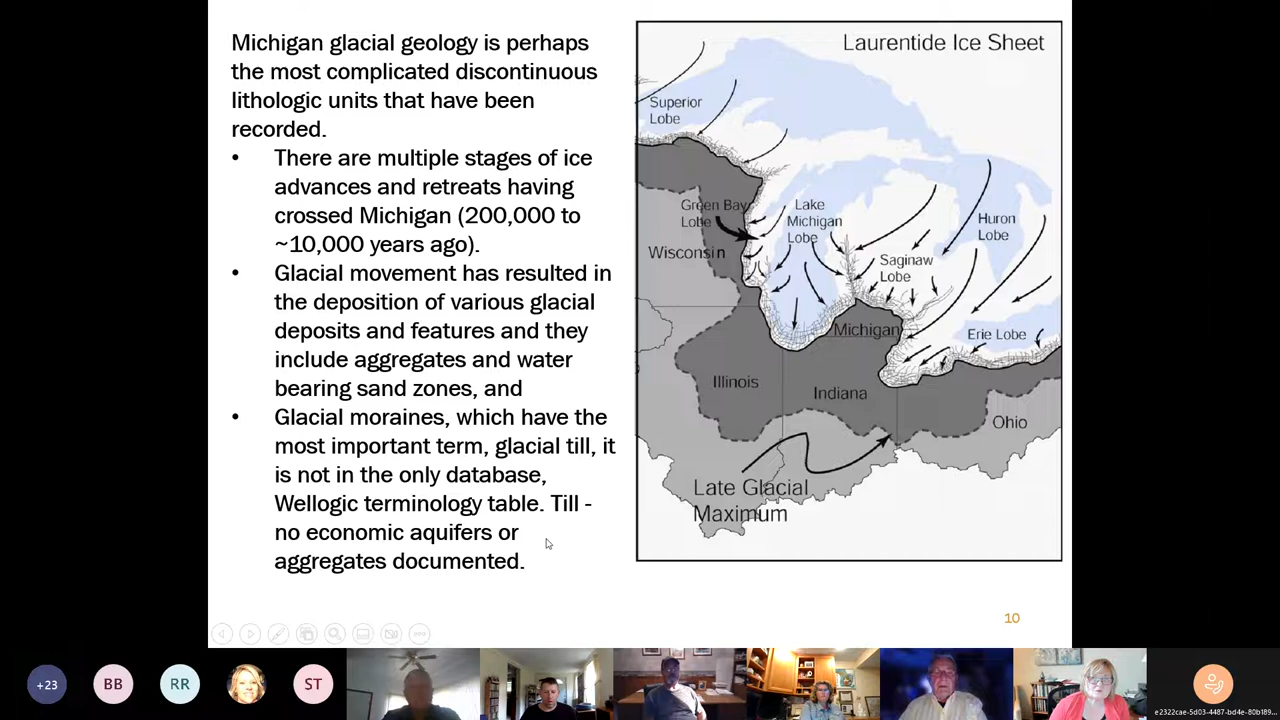 Michigan glacial geology is perhaps
the most complicated discontinuous
lithologic units that have been
recorded.
• There are multiple stages of ice
advances and retreats having
crossed Michigan (200,000 to
~10,000 years ago).
• Glacial movement has resulted in
the deposition of various glacial
deposits and features and they
include aggregates and water
bearing sand zones, and
• Glacial moraines, which have the
most important term, glacial till, it
is not in the only database,
Wellogic terminology table. Till -
no economic aquifers or
aggregates documented.
Laurentide Ice Sheet
Superior
Lobe
Green Bay
Lobe
Lake
Michigan
Lobe
Huron
Lobe
Wisconsin
Saginaw
Lobe
Michigan
Erie Lobe
Illinois
Indiana
Ohio
Late Glacial
Maximum
10
+23
BB
RR
ST
e2322cae-5d03-4487-bd4e-80b189...